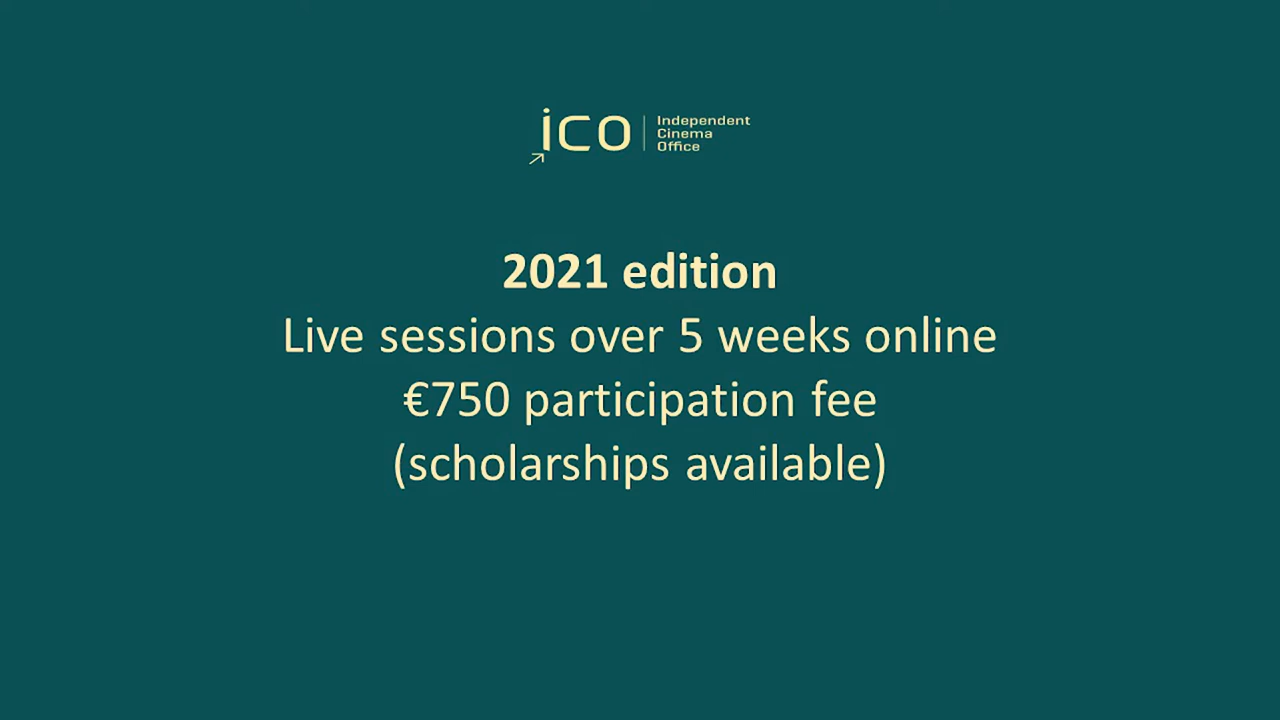 ico
Independent
Cinema
Office
2021 edition
Live sessions over 5 weeks online
€750 participation fee
(scholarships available)